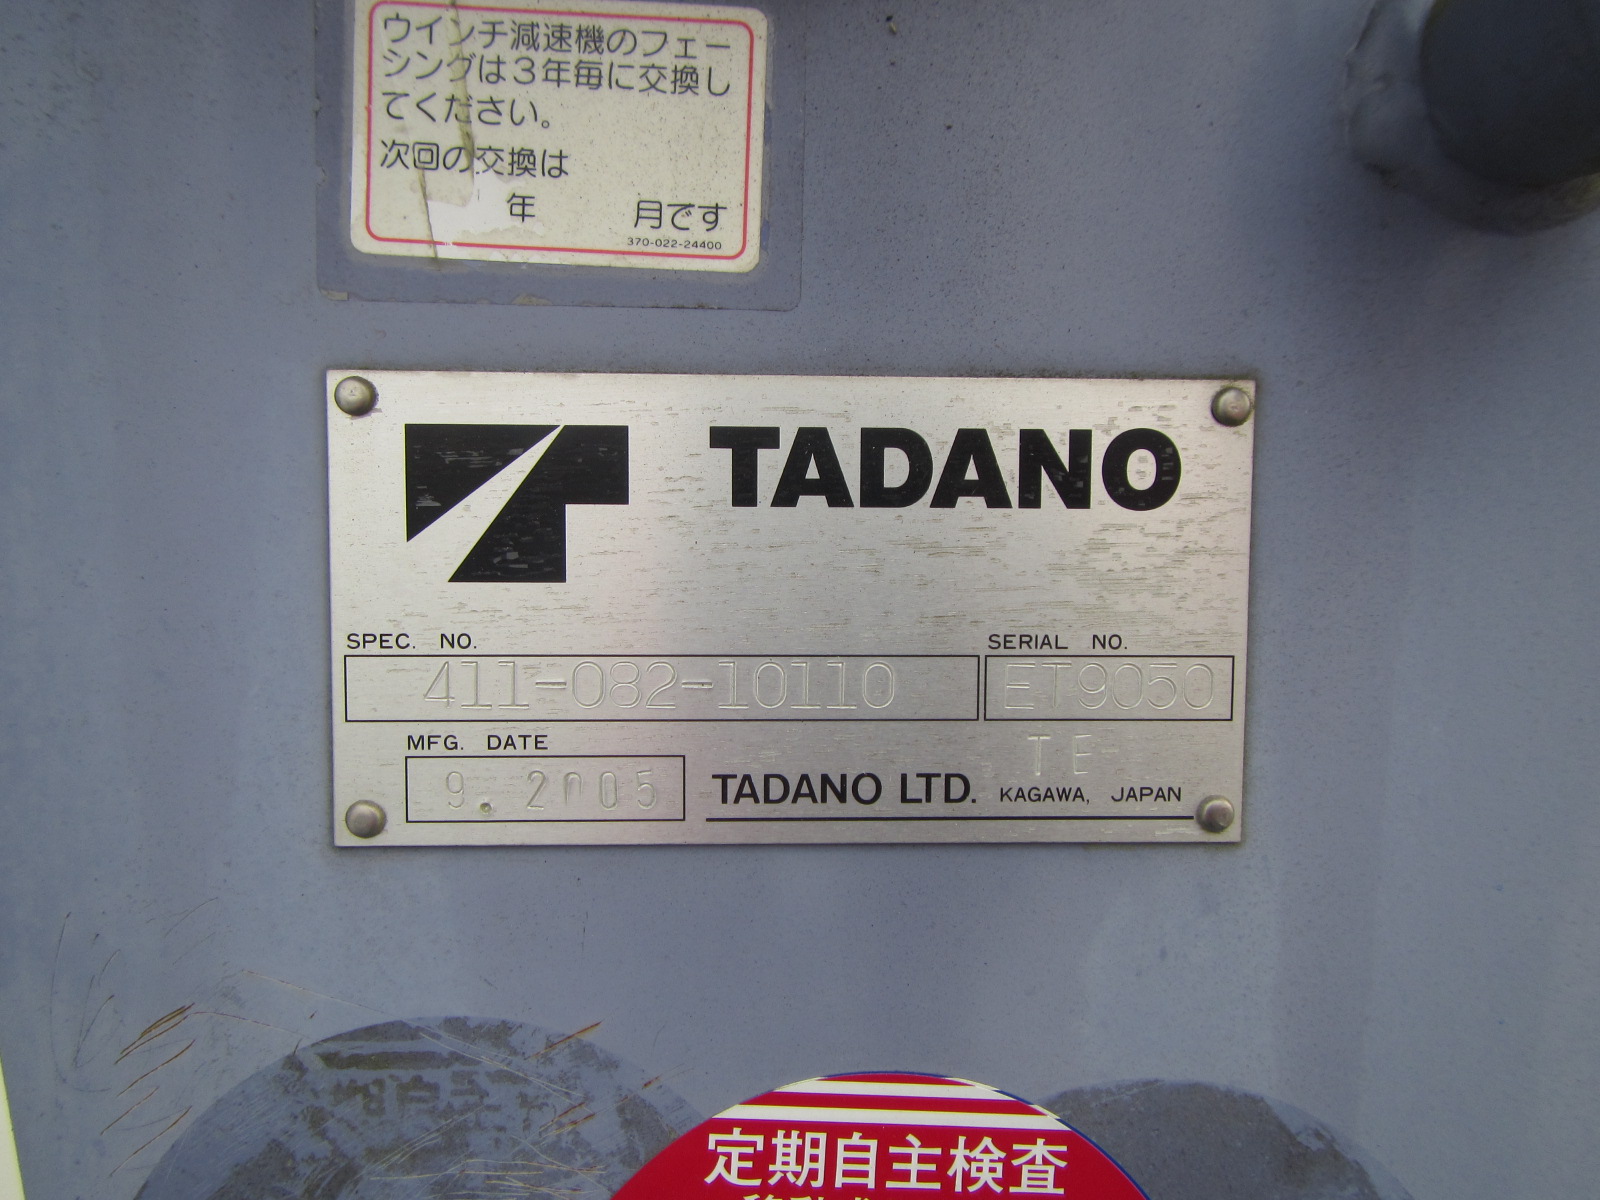 ウインチ減速機のフェー
シングは3年毎に交換し
てください。
次回の交換は
年 月です
370-022-24400
TADANO
SPEC. NO.
SERIAL NO.
411-082-10110
ET9050
MFG. DATE
TE-
9. 2005
TADANO LTD. KAGAWA, JAPAN
定期自主検査